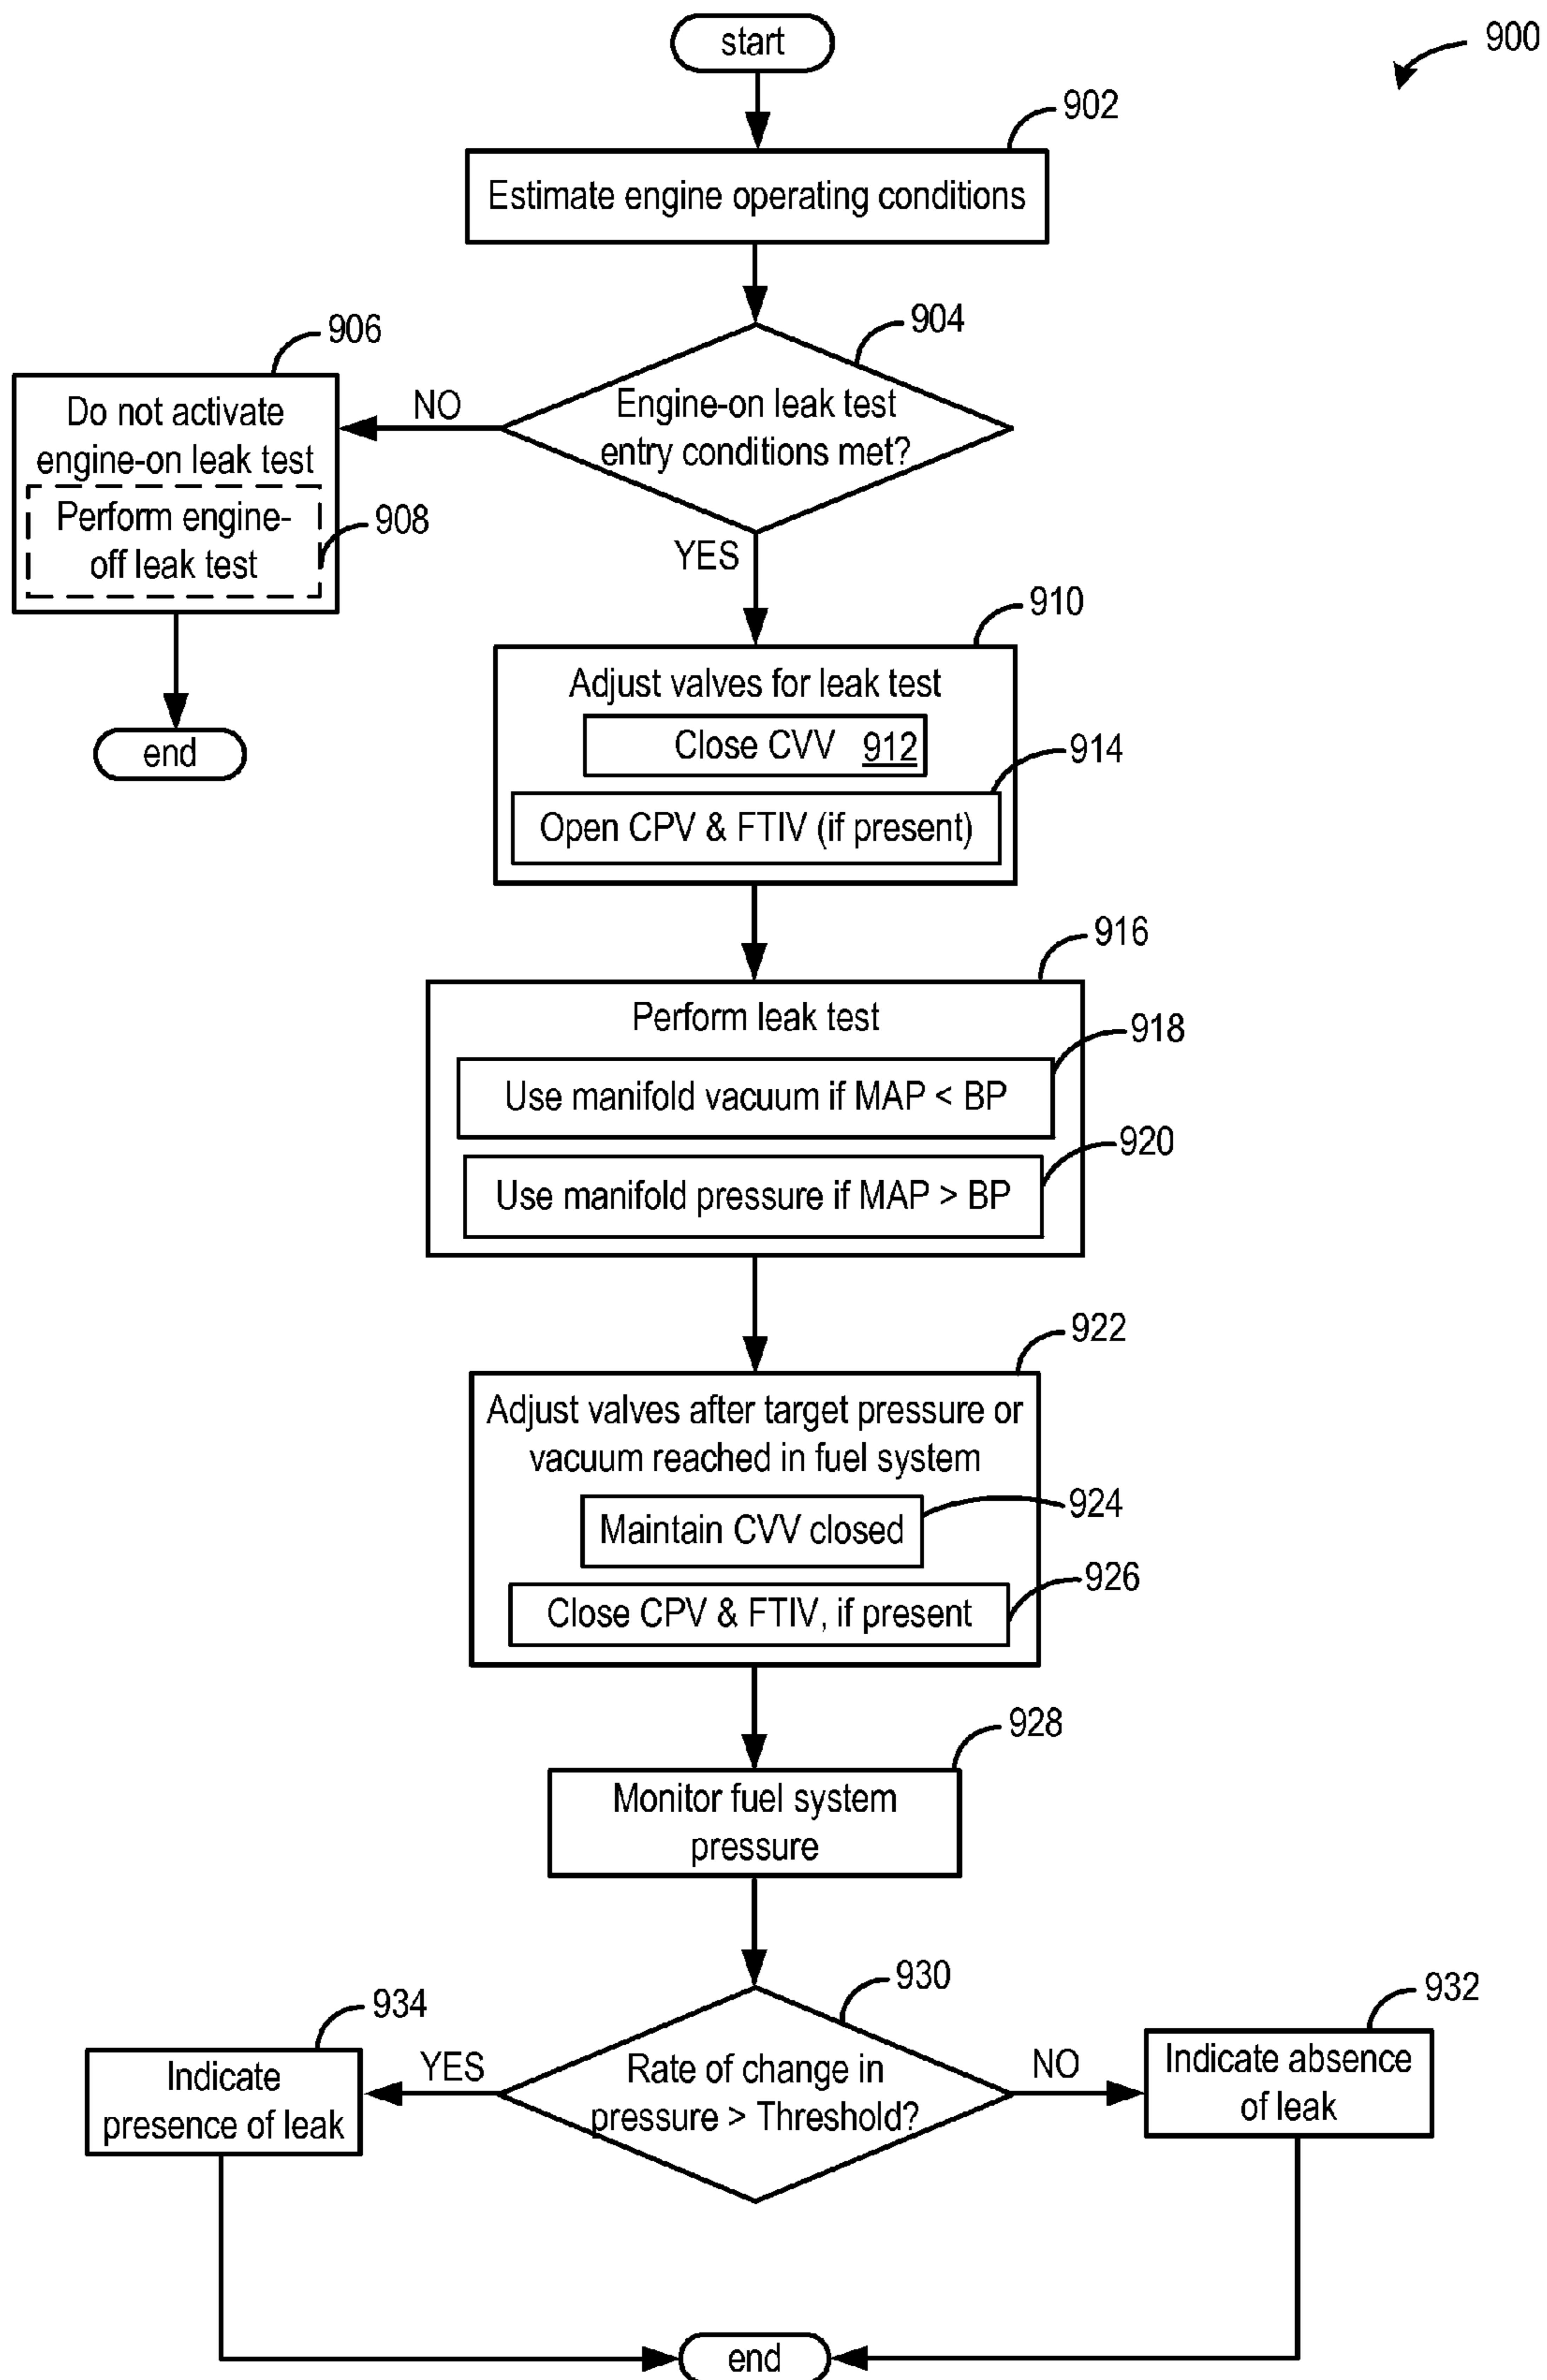 start
900
902
Estimate engine operating conditions
904
Engine-on leak test
entry conditions met?
NO
906
Do not activate
engine-on leak test
Perform engine-
off leak test
908
end
YES
910
Adjust valves for leak test
Close CVV 912
914
Open CPV & FTIV (if present)
916
Perform leak test
918
Use manifold vacuum if MAP < BP
920
Use manifold pressure if MAP > BP
922
Adjust valves after target pressure or
vacuum reached in fuel system
924
Maintain CVV closed
926
Close CPV & FTIV, if present
928
Monitor fuel system
pressure
930
Rate of change in
pressure > Threshold?
YES
934
Indicate
presence of leak
NO
932
Indicate absence
of leak
end